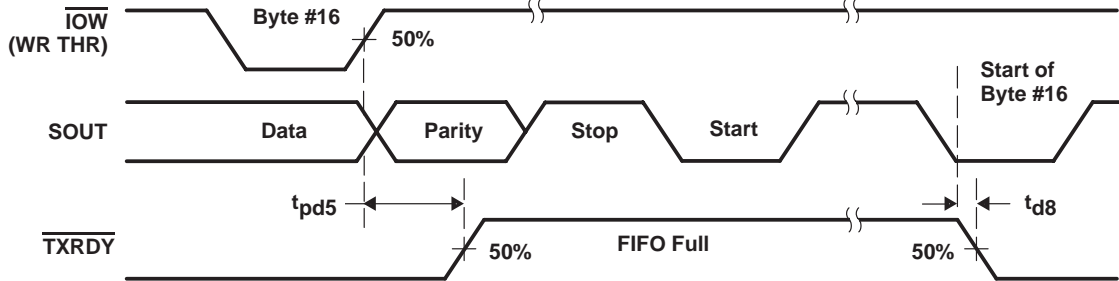 IOW
(WR THR)
Byte #16
50%
Start of
Byte #16
SOUT
Data
Parity
Stop
Start
tpd5
td8
TXRDY
50%
FIFO Full
50%